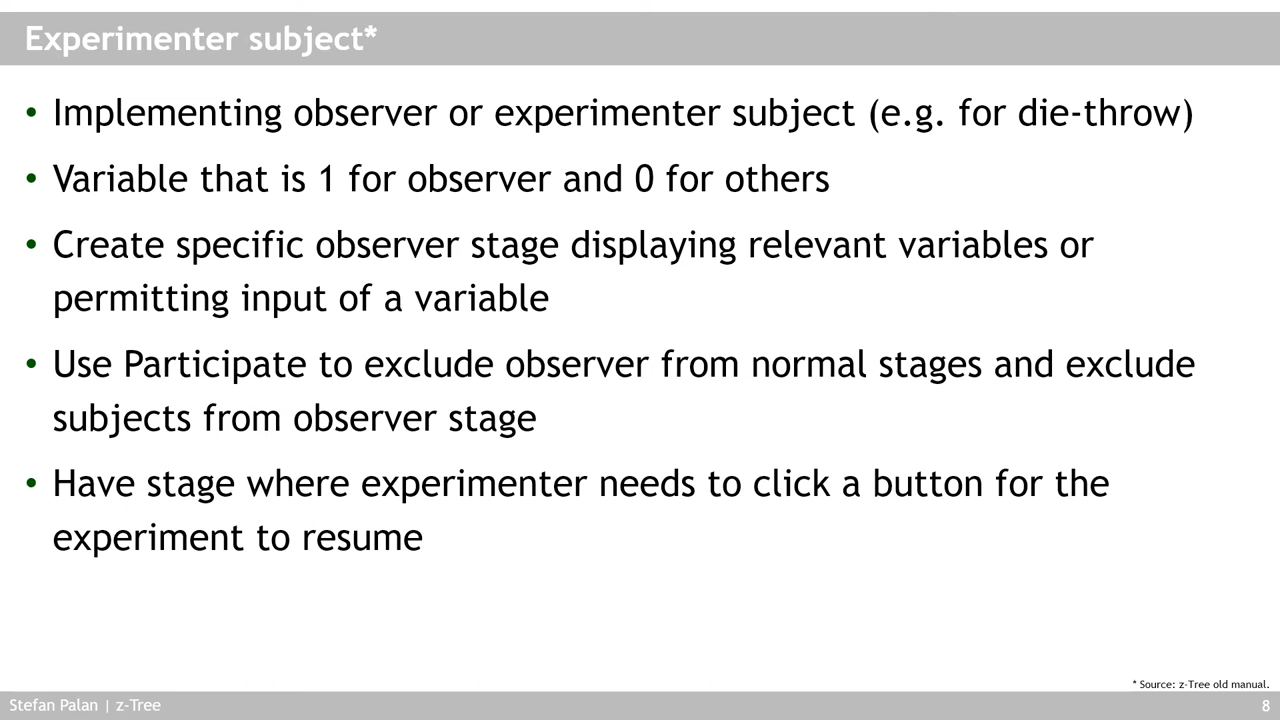 Experimenter subject*
• Implementing observer or experimenter subject (e.g. for die-throw)
• Variable that is 1 for observer and 0 for others
• Create specific observer stage displaying relevant variables or
permitting input of a variable
• Use Participate to exclude observer from normal stages and exclude
subjects from observer stage
• Have stage where experimenter needs to click a button for the
experiment to resume
* Source: z-Tree old manual.
Stefan Palan | z-Tree
8